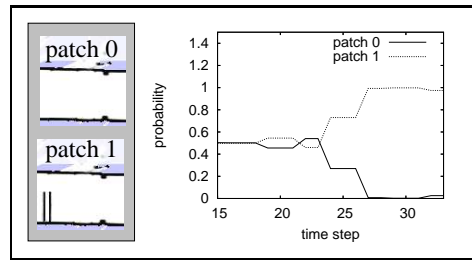 patch 0
patch 1
patch 0
patch 1
1.4
1.2
1
0.8
0.6
0.4
0.2
0
probability
15
20
25
30
time step